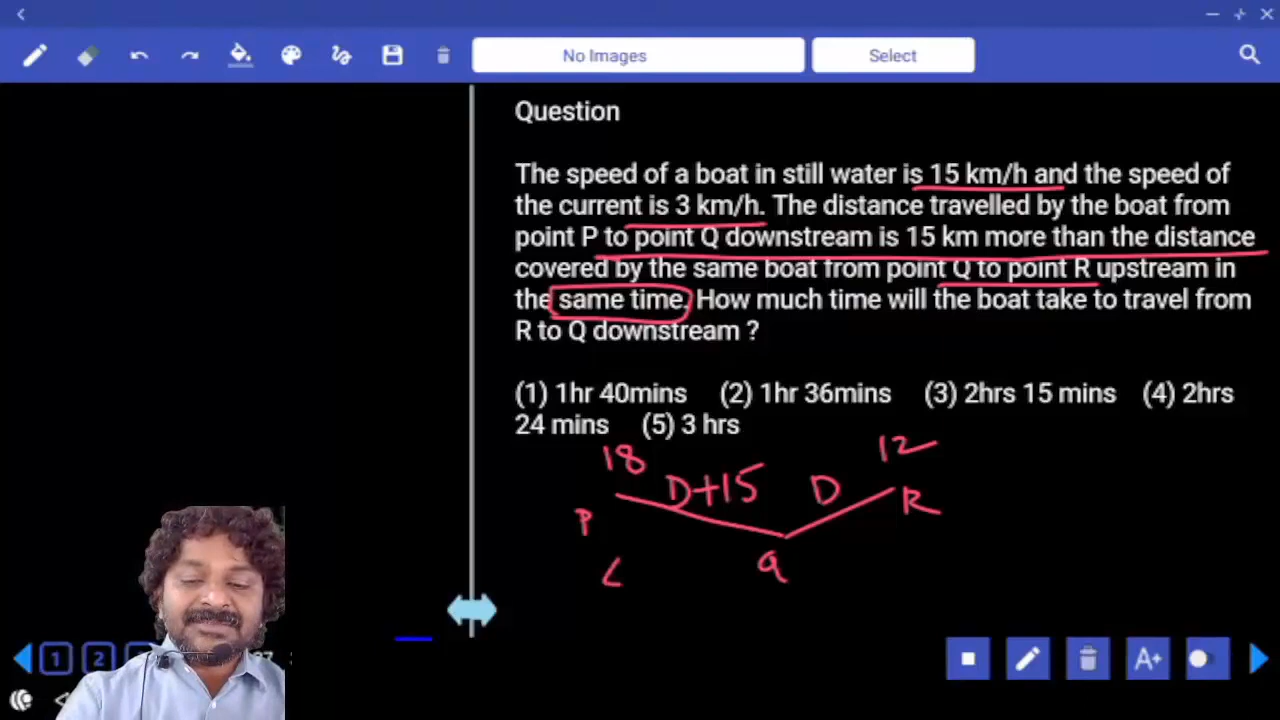 No Images
Select
Question
The speed of a boat in still water is 15 km/h and the speed of
the current is 3 km/h. The distance travelled by the boat from
point P to point Q downstream is 15 km more than the distance
covered by the same boat from point Q to point R upstream in
the same time. How much time will the boat take to travel from
R to Q downstream ?
(1) 1hr 40mins (2) 1hr 36mins (3) 2hrs 15 mins (4) 2hrs
24 mins (5) 3 hrs
18 12
D+15 D
P R
Q
1 2
A+